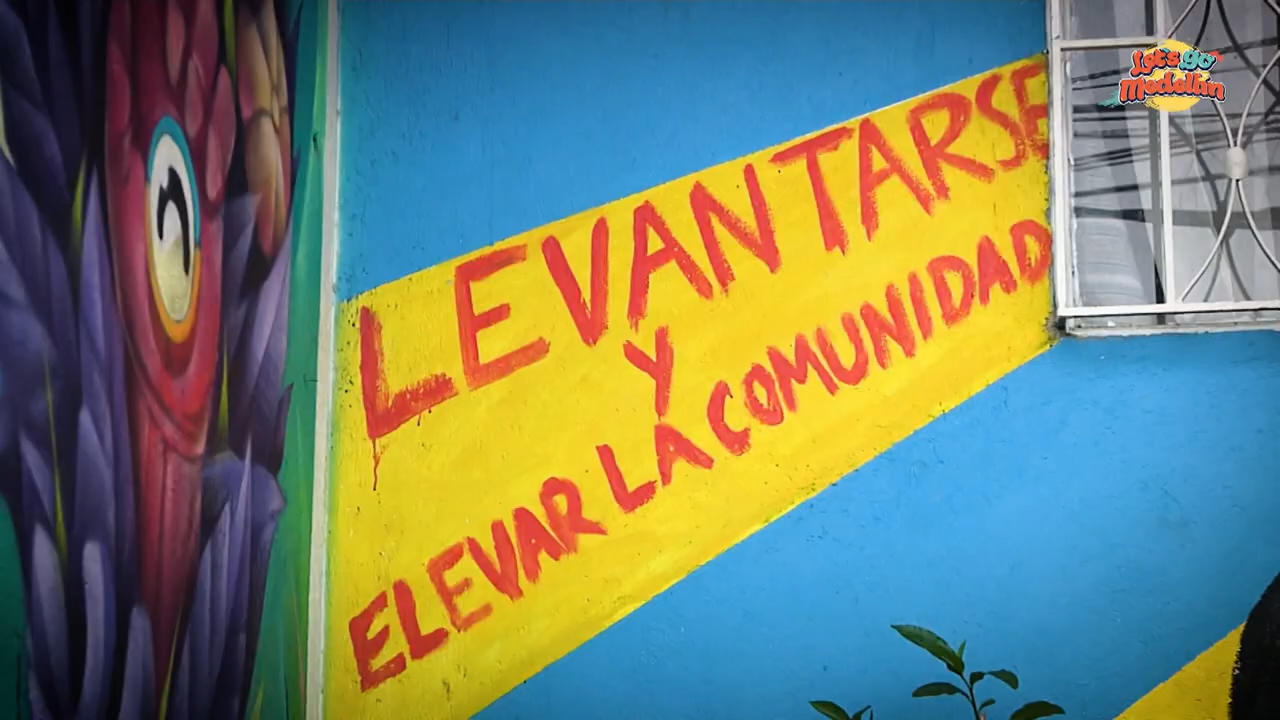 Let's go
Medellin
LEVANTARSE
Y
ELEVAR LA COMUNIDAD